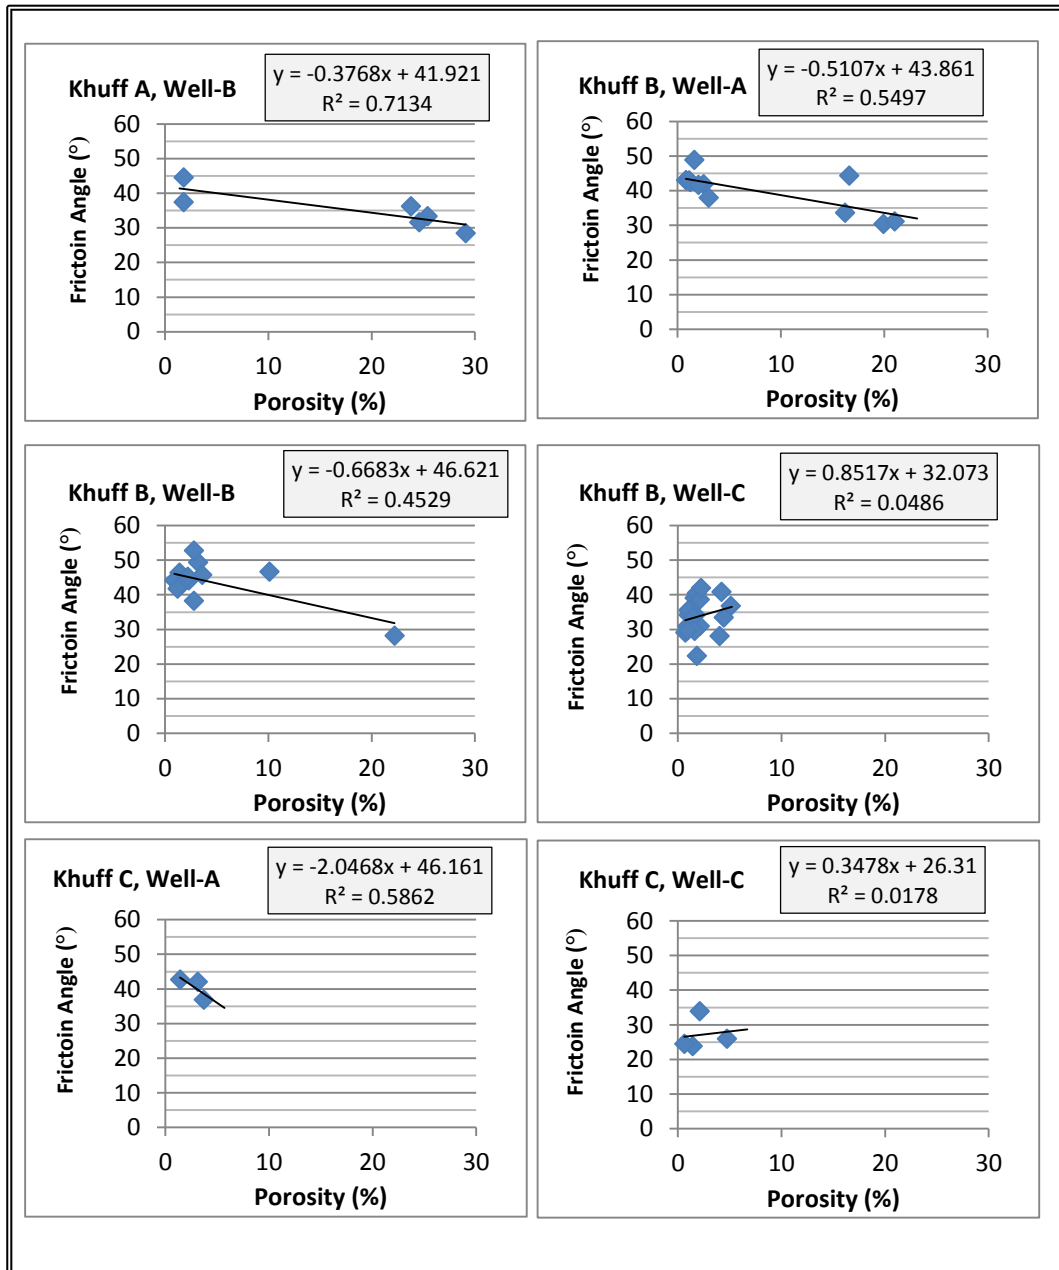 Khuff A, Well-B
y = -0.3768x + 41.921
R² = 0.7134
Frictoin Angle (°)
60
50
40
30
20
10
0
0 10 20 30
Porosity (%)
Khuff B, Well-A
y = -0.5107x + 43.861
R² = 0.5497
Frictoin Angle (°)
60
50
40
30
20
10
0
0 10 20 30
Porosity (%)
Khuff B, Well-B
y = -0.6683x + 46.621
R² = 0.4529
Frictoin Angle (°)
60
50
40
30
20
10
0
0 10 20 30
Porosity (%)
Khuff B, Well-C
y = 0.8517x + 32.073
R² = 0.0486
Frictoin Angle (°)
60
50
40
30
20
10
0
0 10 20 30
Porosity (%)
Khuff C, Well-A
y = -2.0468x + 46.161
R² = 0.5862
Frictoin Angle (°)
60
50
40
30
20
10
0
0 10 20 30
Porosity (%)
Khuff C, Well-C
y = 0.3478x + 26.31
R² = 0.0178
Frictoin Angle (°)
60
50
40
30
20
10
0
0 10 20 30
Porosity (%)